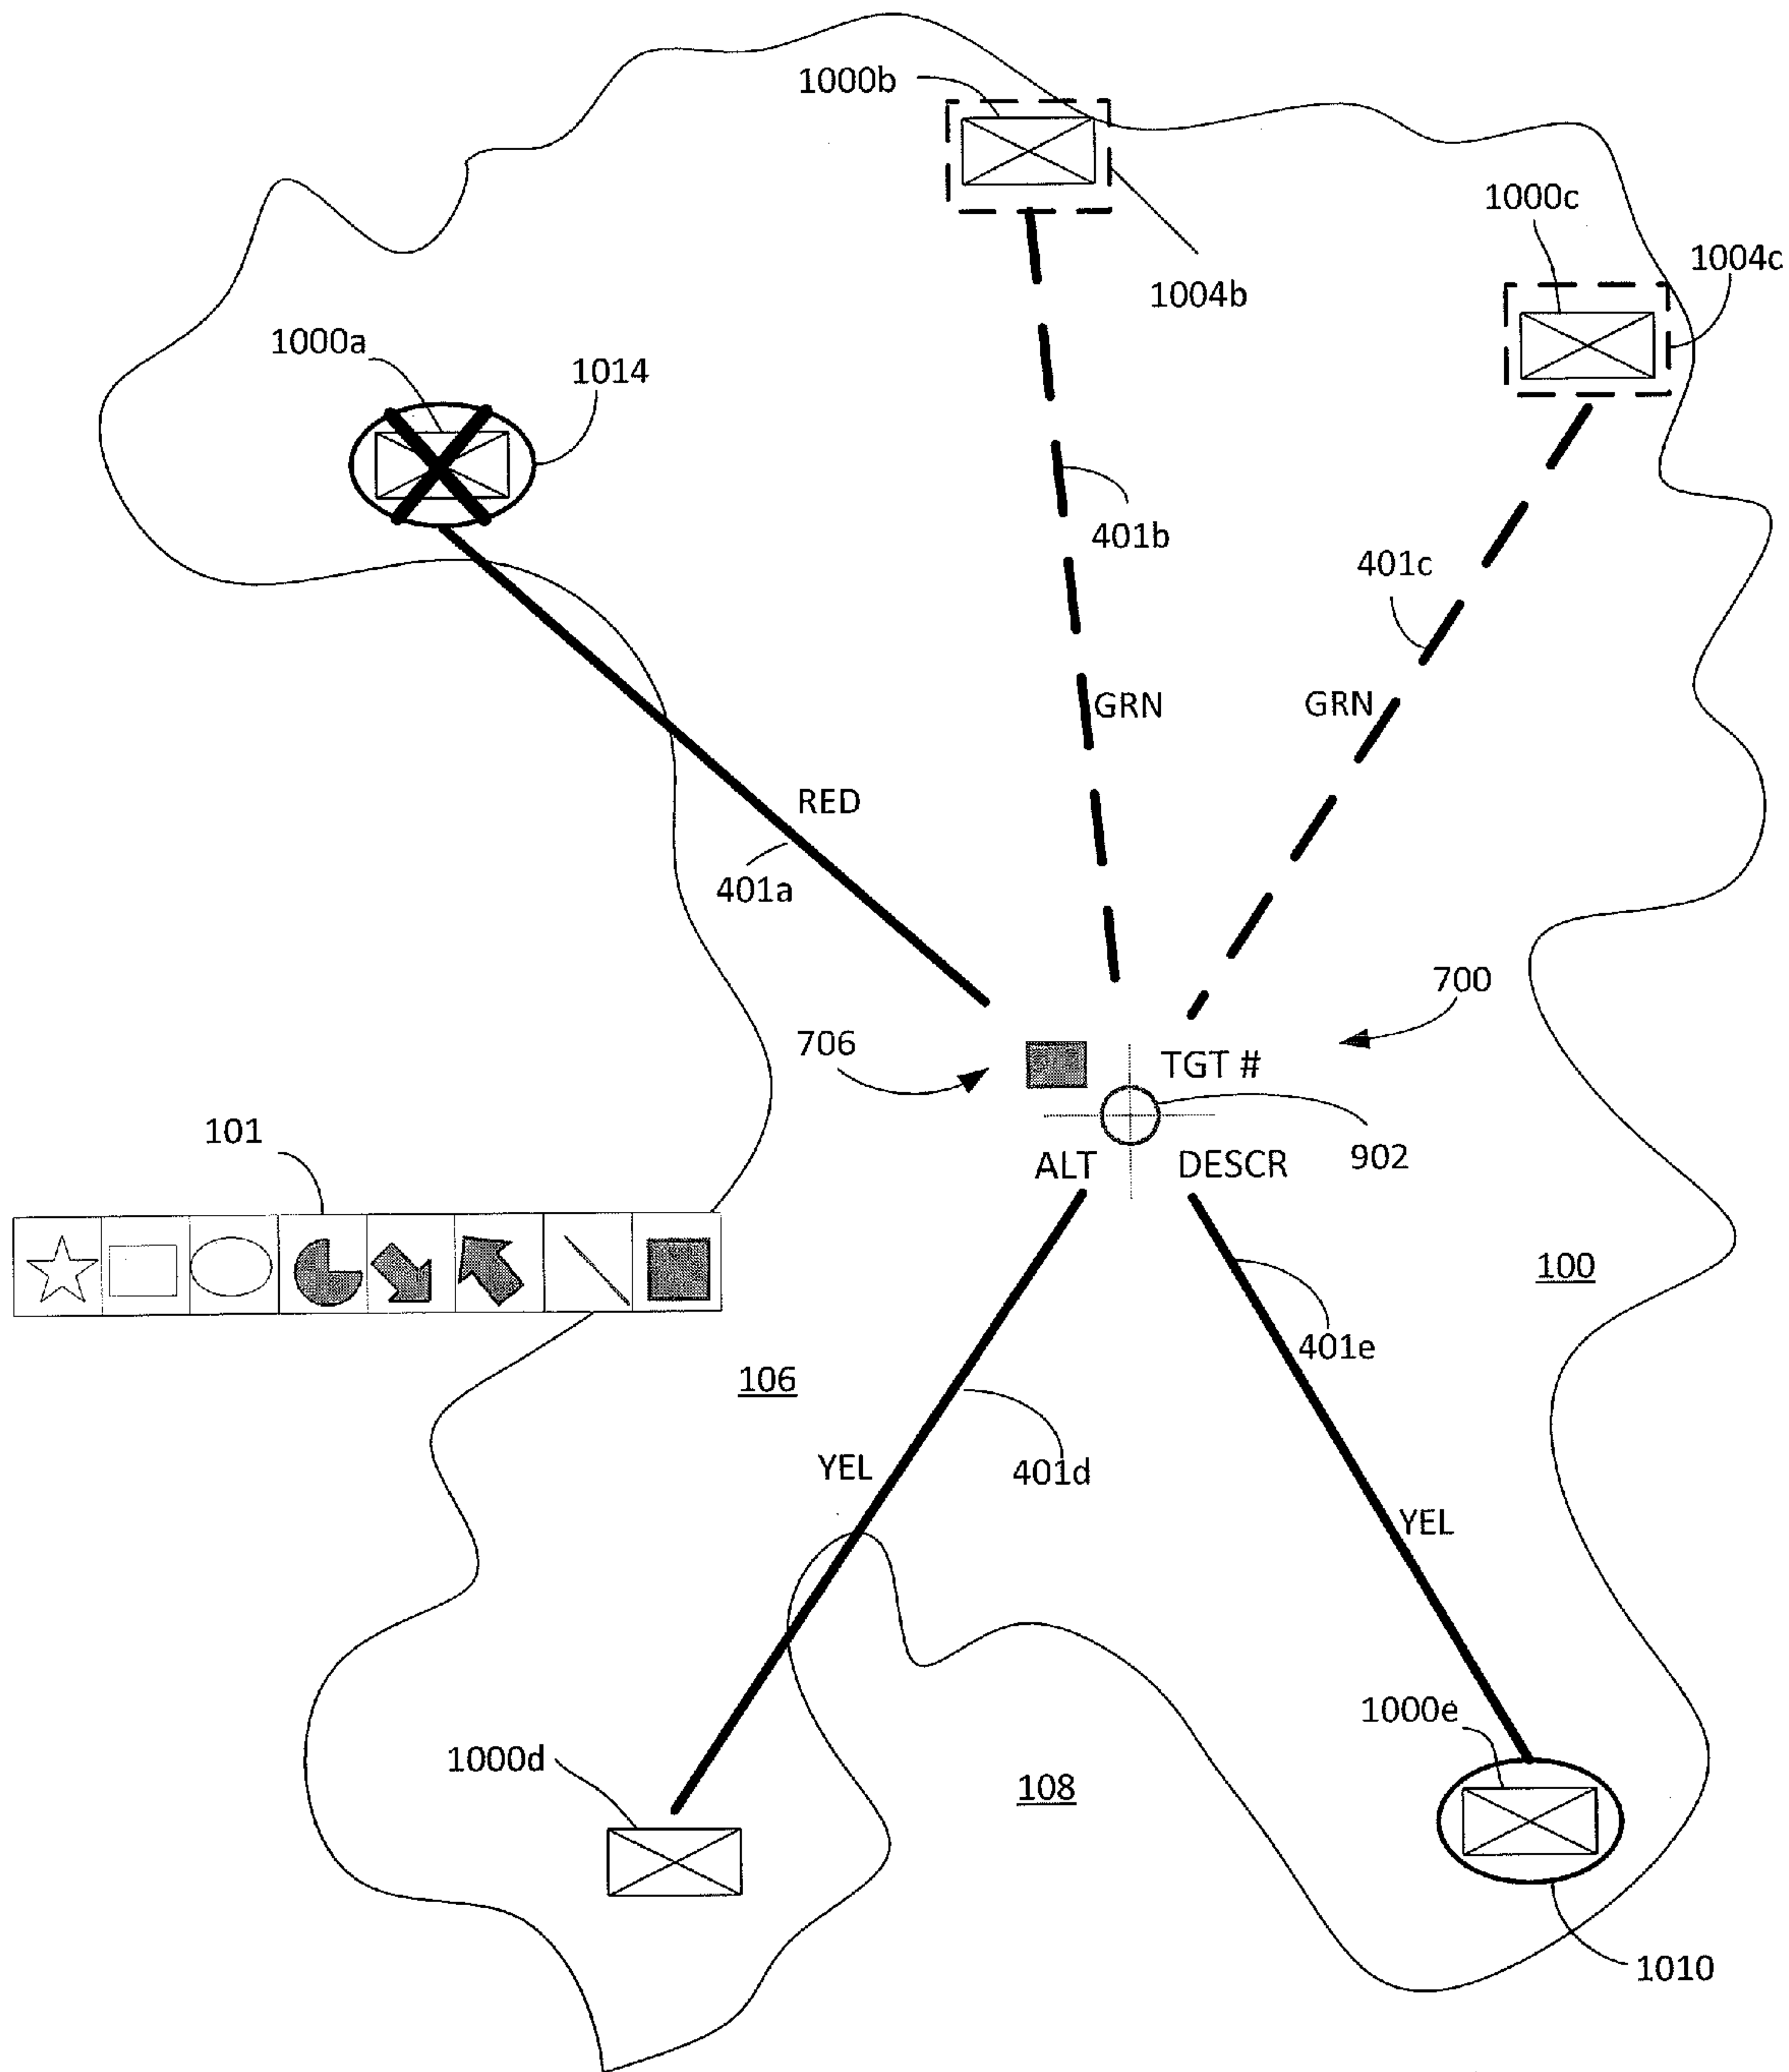 1000b
1000c
1004c
1004b
1000a
1014
401b
401c
GRN
GRN
RED
401a
700
706
TGT #
101
902
ALT
DESCR
100
401e
106
YEL
401d
YEL
1000e
1000d
108
1010